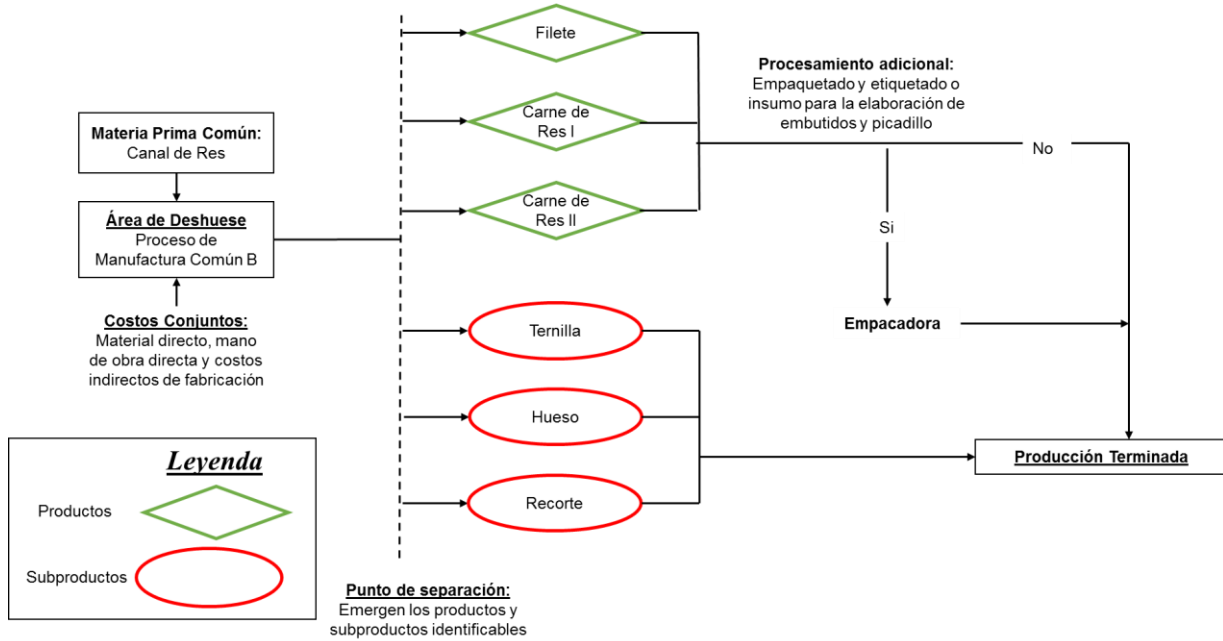 Filete
Procesamiento adicional:
Empaquetado y etiquetado o
insumo para la elaboración de
embutidos y picadillo
Materia Prima Común:
Canal de Res
Carne de
Res I
No
Área de Deshuese
Proceso de
Manufactura Común B
Carne de
Res II
Si
Costos Conjuntos:
Material directo, mano
de obra directa y costos
indirectos de fabricación
Ternilla
Empacadora
Hueso
Leyenda
Productos
Subproductos
Recorte
Producción Terminada
Punto de separación:
Emergen los productos y
subproductos identificables